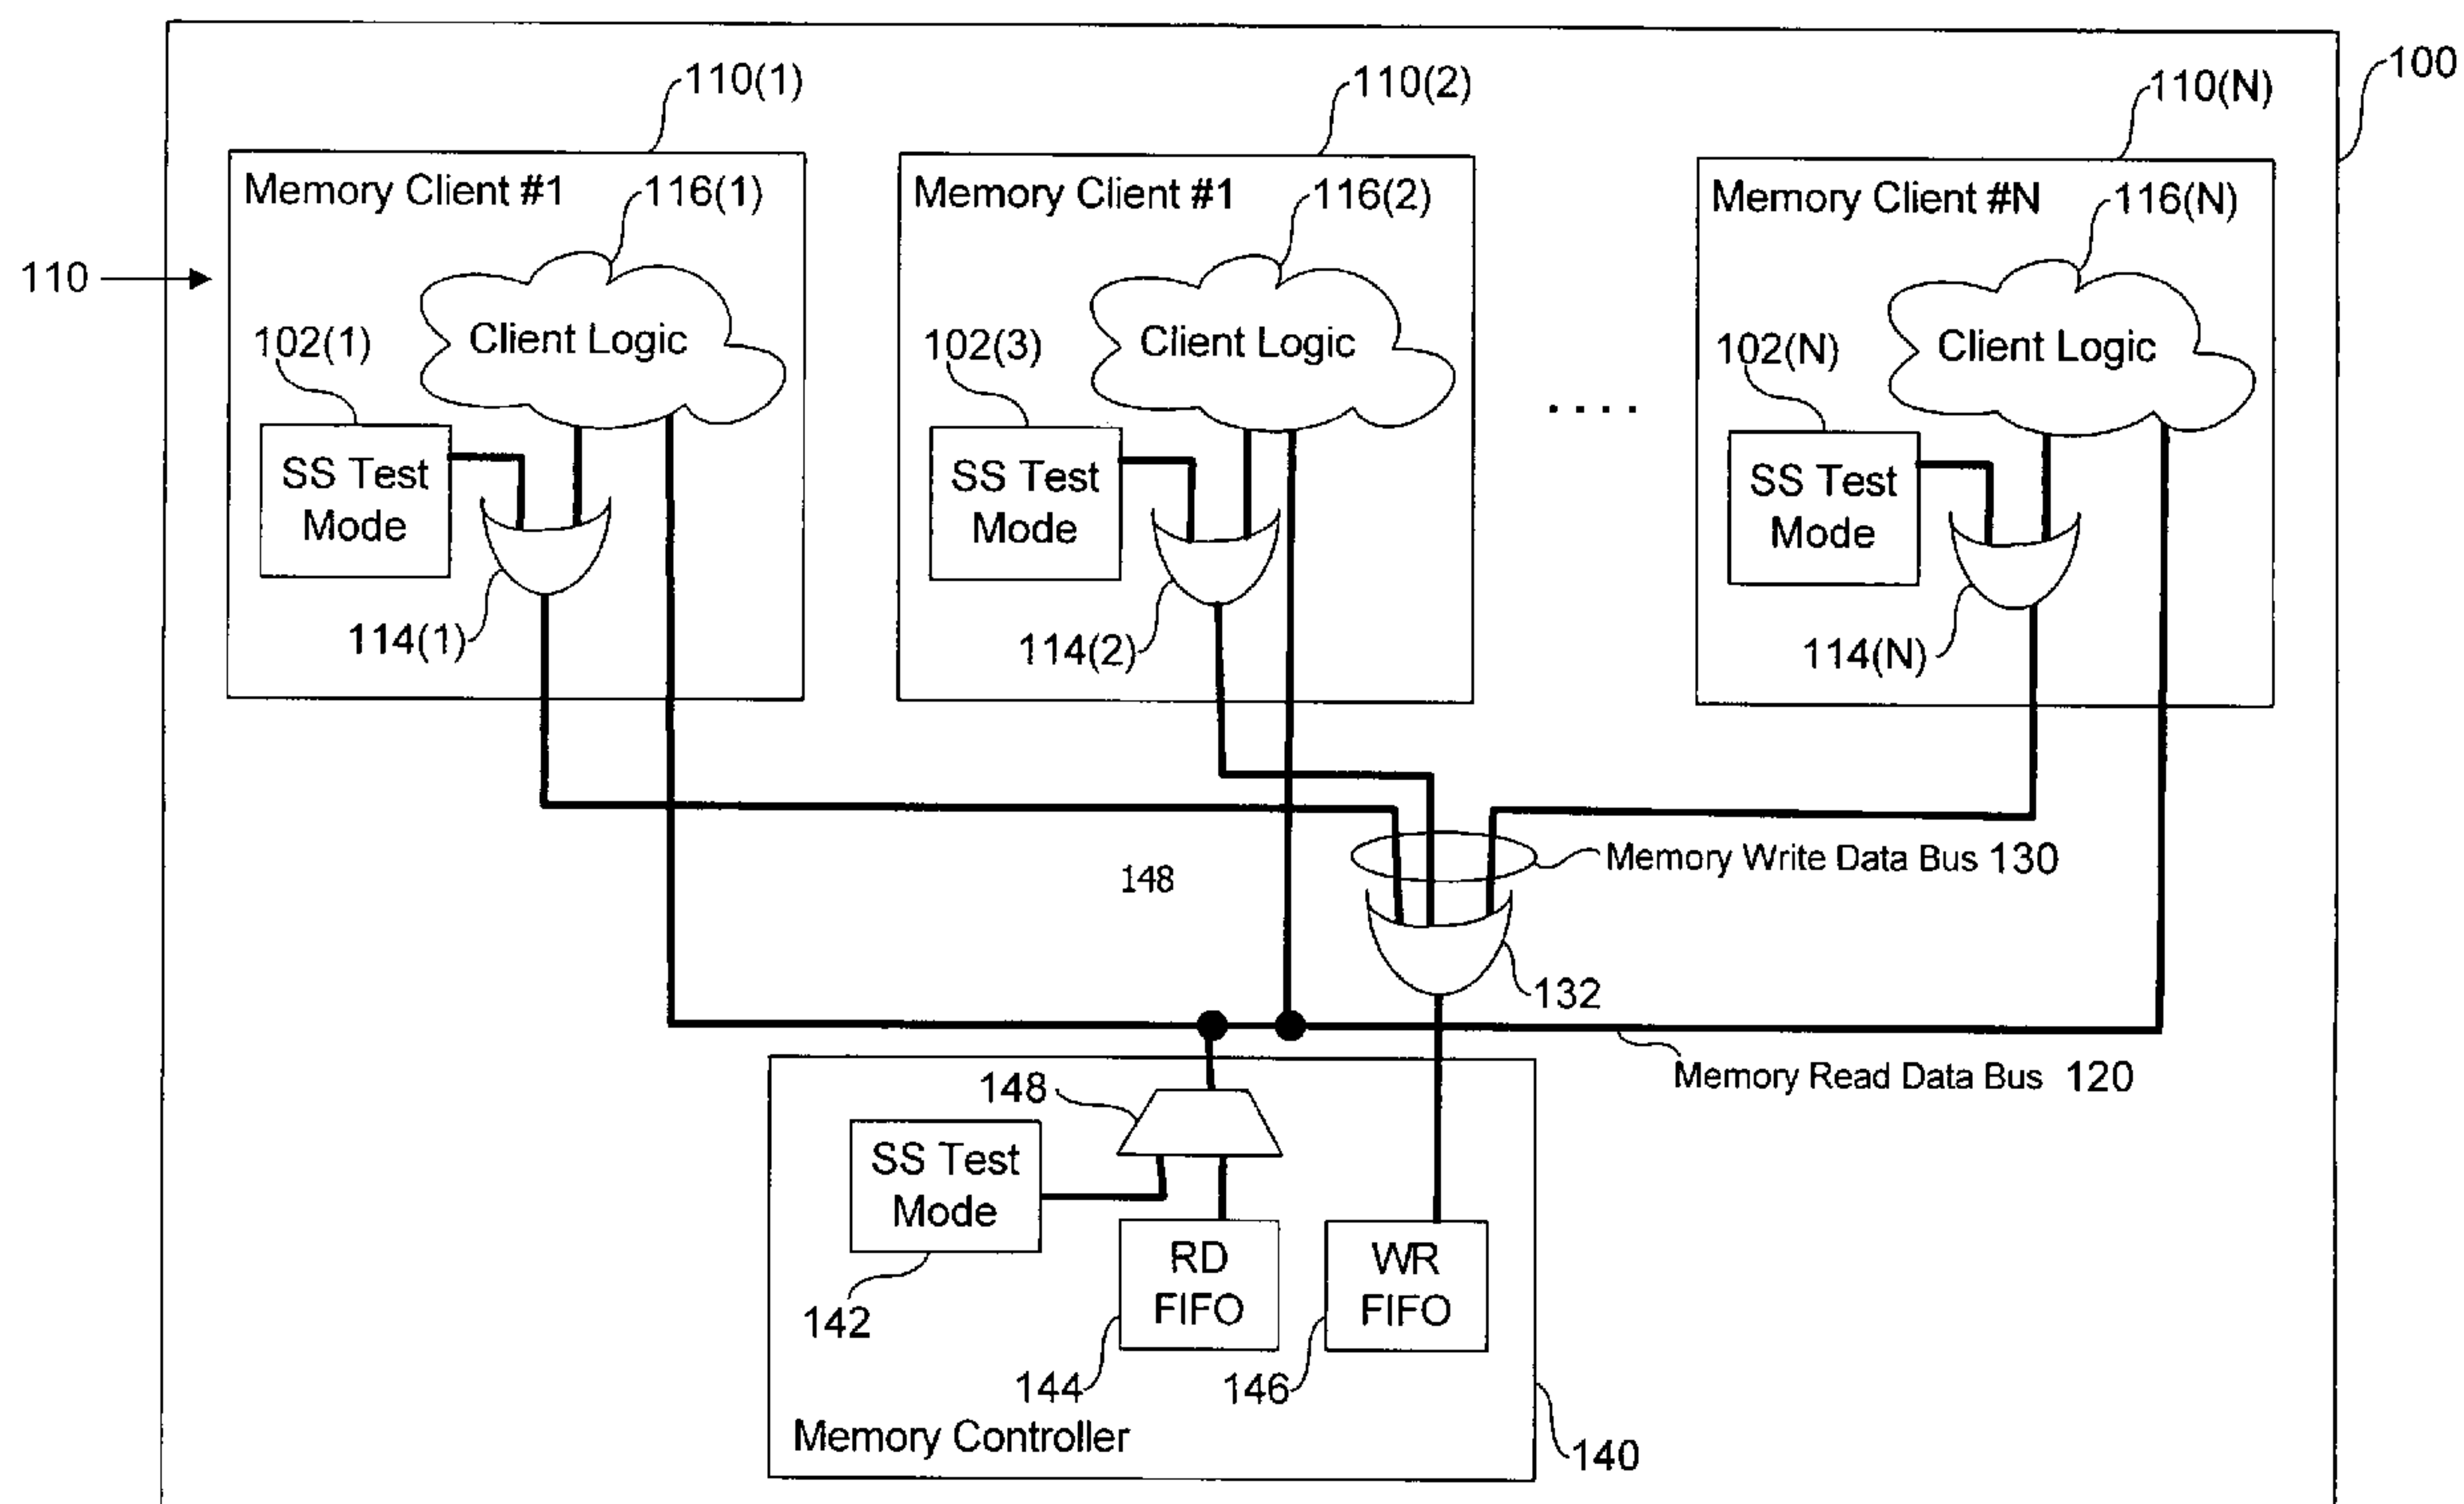 100
110(1)
110(2)
110(N)
Memory Client #1
116(1)
Memory Client #1
116(2)
Memory Client #N
116(N)
110
Client Logic
Client Logic
Client Logic
102(1)
102(3)
102(N)
....
SS Test
Mode
SS Test
Mode
SS Test
Mode
114(1)
114(2)
114(N)
Memory Write Data Bus 130
148
132
Memory Read Data Bus 120
148
SS Test
Mode
142
RD
FIFO
WR
FIFO
144
146
Memory Controller
140